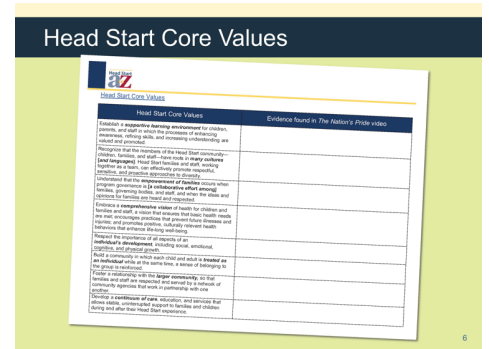 Head Start Core Values
Head Start
aZ
Head Start Core Values
Head Start Core Values
Evidence found in The Nation's Pride video
Establish a supportive learning environment for children,
parents, and staff in which the processes of enhancing
awareness, refining skills, and increasing understanding are
valued and promoted.
Recognize that the members of the Head Start community—
children, families, and staff—have roots in many cultures
[and languages]. Head Start families and staff, working
together as a team, can effectively promote respectful,
sensitive, and proactive approaches to diversity.
Understand that the empowerment of families occurs when
program governance is [a collaborative effort among]
families, governing bodies, and staff, and when the ideas and
opinions for families are heard and respected.
Embrace a comprehensive vision of health for children and
families and staff, a vision that ensures that basic health needs
are met; encourages practices that prevent future illnesses and
injuries; and promotes positive, culturally relevant health
behaviors that enhance life-long well-being.
Respect the importance of all aspects of an
individual's development, including social, emotional,
cognitive, and physical growth.
Build a community in which each child and adult is treated as
an individual while at the same time, a sense of belonging to
the group is reinforced.
Foster a relationship with the larger community, so that
families and staff are respected and served by a network of
community agencies that work in partnership with one
another.
Develop a continuum of care, education, and services that
allows stable, uninterrupted support to families and children
during and after their Head Start experience.
6